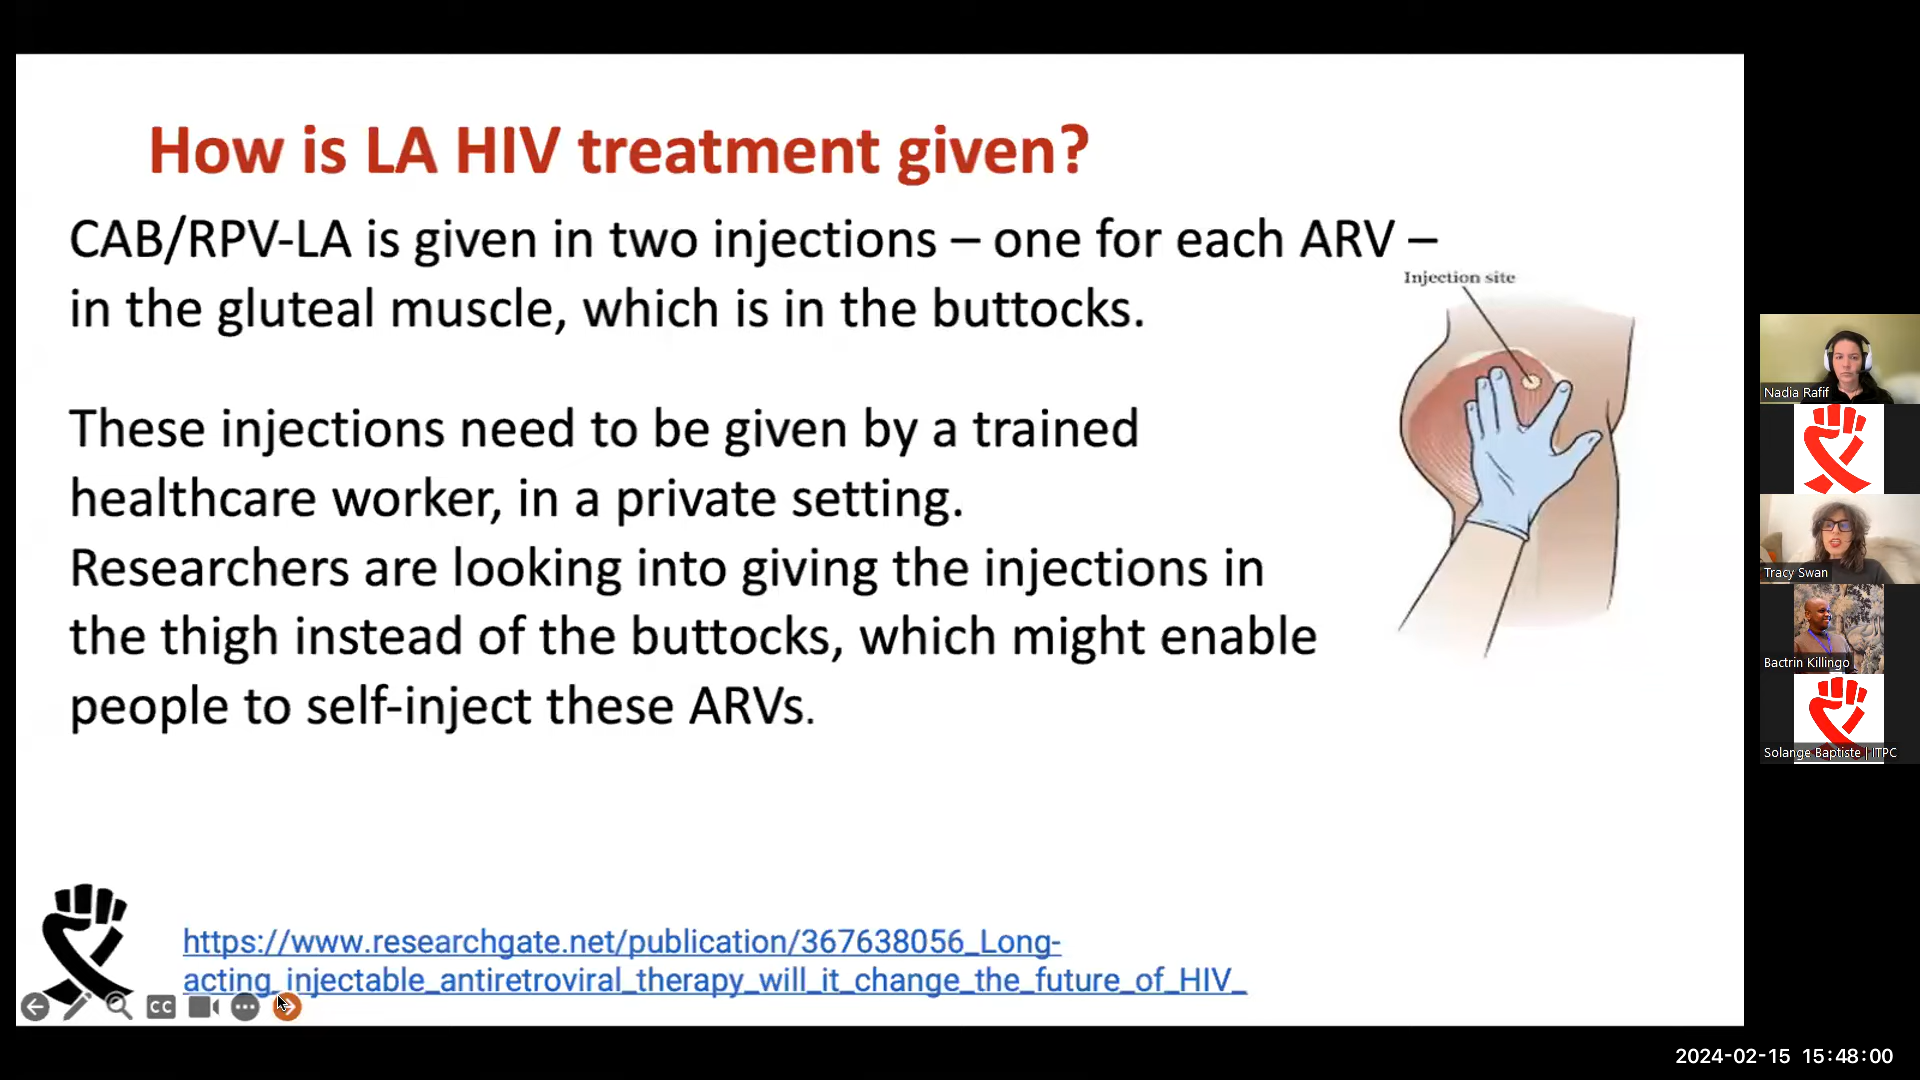 How is LA HIV treatment given?
CAB/RPV-LA is given in two injections – one for each ARV –
in the gluteal muscle, which is in the buttocks.
Injection site
These injections need to be given by a trained
healthcare worker, in a private setting.
Researchers are looking into giving the injections in
the thigh instead of the buttocks, which might enable
people to self-inject these ARVs.
https://www.researchgate.net/publication/367638056_Long-
acting_injectable_antiretroviral_therapy_will_it_change_the_future_of_HIV_
CC
Nadia Rafif
Tracy Swan
Bactrin Killingo
Solange Baptiste | ITPC
2024-02-15 15:48:00